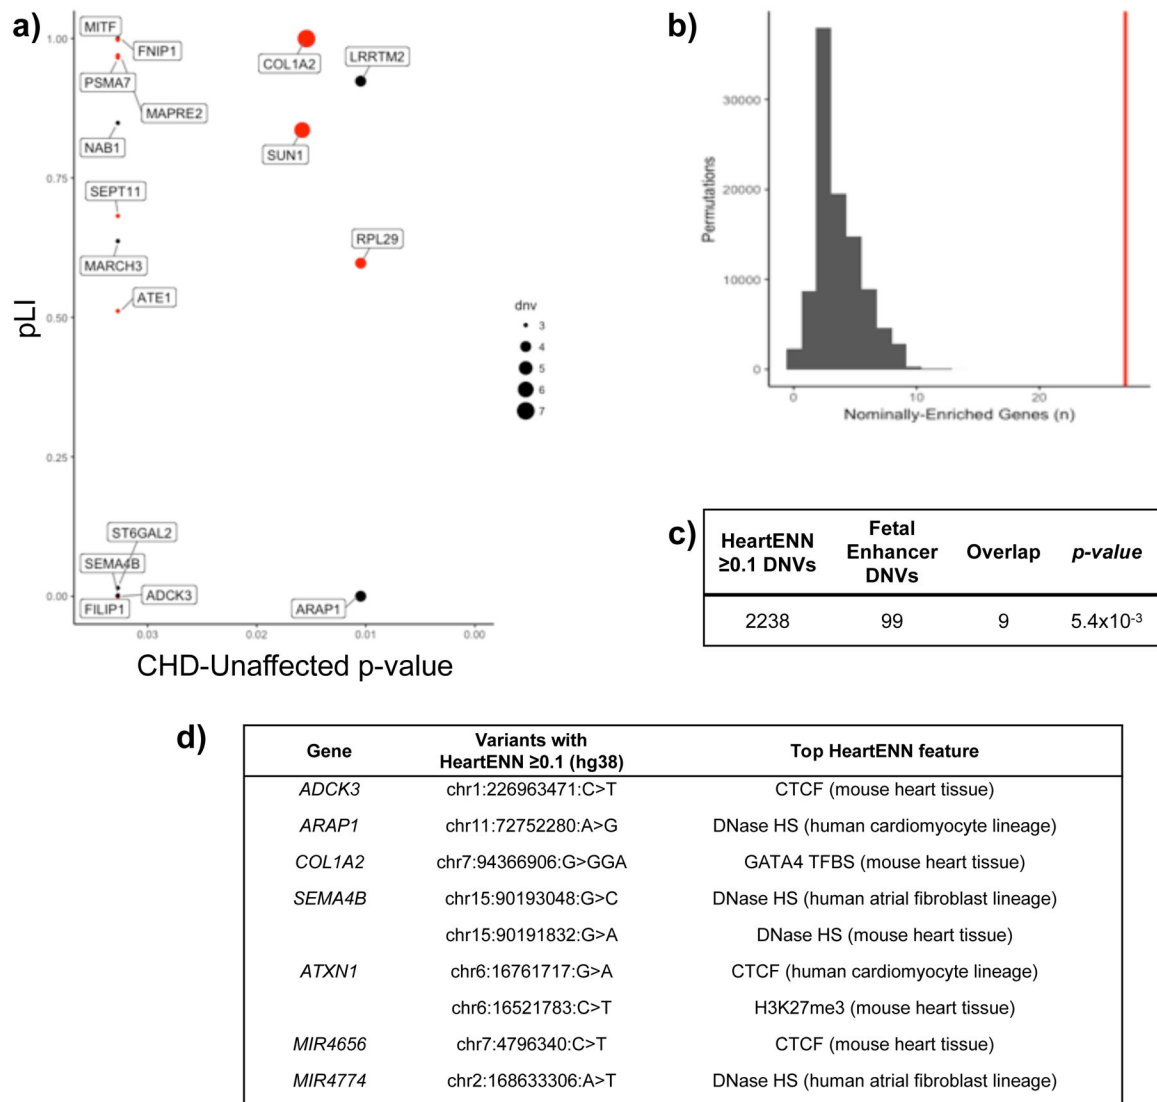 a)
MITF
FNIP1
PSMA7
MAPRE2
NAB1
SEPT11
MARCH3
ATE1
COL1A2
LRRTM2
SUN1
RPL29
ST6GAL2
SEMA4B
ADCK3
FILIP1
ARAP1
1.00
0.75
0.50
0.25
0.00
pLI
0.03
0.02
0.01
0.00
CHD-Unaffected p-value
dnv
3
4
5
6
7
b)
30000
20000
10000
0
Permutations
0
10
20
Nominally-Enriched Genes (n)
c)
HeartENN ≥0.1 DNVs
Fetal Enhancer DNVs
Overlap
p-value
2238 99 9 5.4x10-3
d)
Gene
Variants with
HeartENN ≥0.1 (hg38)
Top HeartENN feature
ADCK3 chr1:226963471:C>T CTCF (mouse heart tissue)
ARAP1 chr11:72752280:A>G DNase HS (human cardiomyocyte lineage)
COL1A2 chr7:94366906:G>GGA GATA4 TFBS (mouse heart tissue)
SEMA4B chr15:90193048:G>C DNase HS (human atrial fibroblast lineage)
chr15:90191832:G>A DNase HS (mouse heart tissue)
ATXN1 chr6:16761717:G>A CTCF (human cardiomyocyte lineage)
chr6:16521783:C>T H3K27me3 (mouse heart tissue)
MIR4656 chr7:4796340:C>T CTCF (mouse heart tissue)
MIR4774 chr2:168633306:A>T DNase HS (human atrial fibroblast lineage)